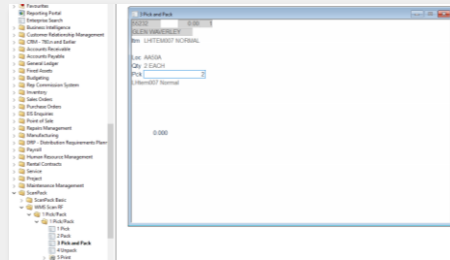 Favourites
Reporting Portal
Enterprise Search
Business Intelligence
Customer Relationship Management
CRM - TKCn and Earlier
Accounts Receivable
Accounts Payable
General Ledger
Fixed Assets
Budgeting
Rep Commission System
Inventory
Sales Orders
Purchase Orders
EIS Enquiries
Point of Sale
Repairs Management
Manufacturing
DRP - Distribution Requirements Plann
Payroll
Human Resource Management
Rental Contracts
Service
Project
Maintenance Management
ScanPack
ScanPack Basic
WMS Scan RF
1 Pick/Pack
1 Pick/Pack
1 Pick
2 Pack
3 Pick and Pack
4 Unpack
5 Print
3 Pick and Pack
0.00 1
GLEN WAVERLEY
Itm LHITEM007 NORMAL
Loc AA50A
Qty 2 EACH
Pck 2
LHItem007 Normal
0.000